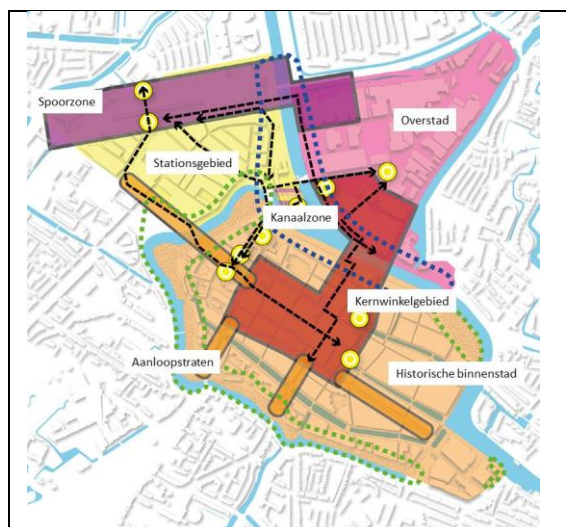 Spoorzone
Overstad
Stationsgebied
Kanaalzone
Kernwinkelgebied
Aanloopstraten
Historische binnenstad